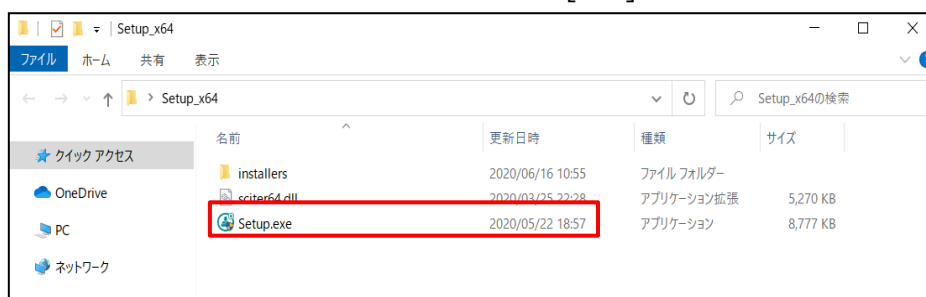 Setup_x64
ファイル ホーム 共有 表示
Setup_x64 Setup_x64の検索
名前 更新日時 種類 サイズ
クイック アクセス
installers 2020/06/16 10:55 ファイル フォルダー
OneDrive
sciter64.dll 2020/03/25 22:28 アプリケーション拡張 5,270 KB
PC
Setup.exe 2020/05/22 18:57 アプリケーション 8,777 KB
ネットワーク